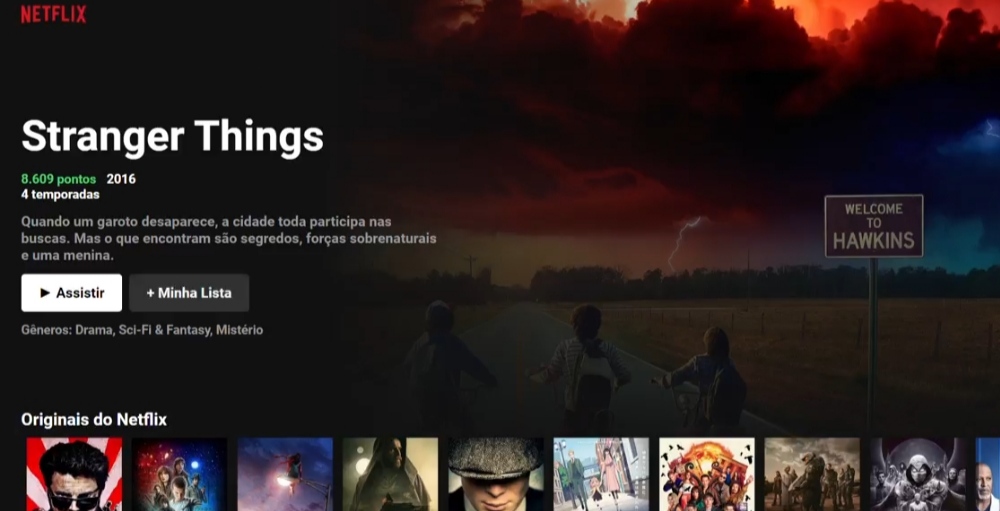 NETFLIX
Stranger Things
8.609 pontos 2016
4 temporadas
Quando um garoto desaparece, a cidade toda participa nas
buscas. Mas o que encontram são segredos, forças sobrenaturais
e uma menina.
► Assistir + Minha Lista
Gêneros: Drama, Sci-Fi & Fantasy, Mistério
WELCOME
TO
HAWKINS
Originais do Netflix